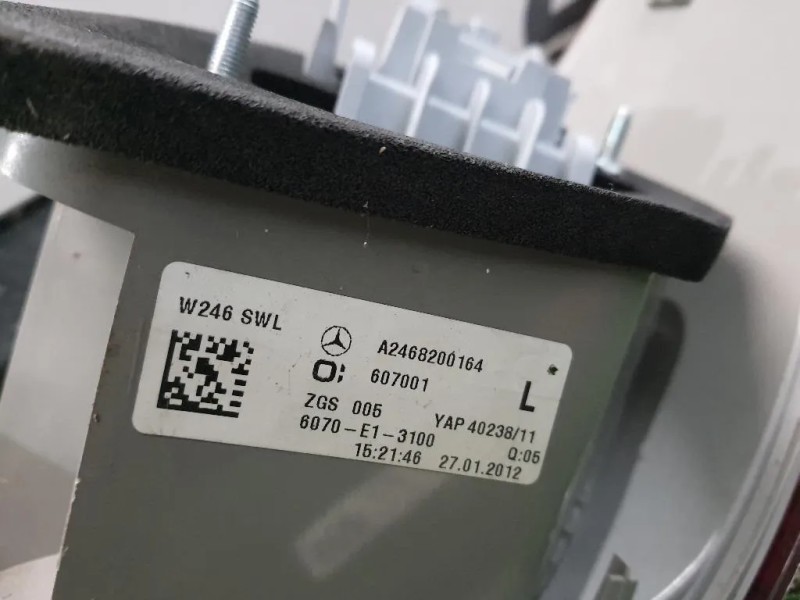 W246 SWL
A2468200164
607001
L
ZGS 005
YAP 40238/11
6070-E1-3100
Q:05
15:21:46 27.01.2012